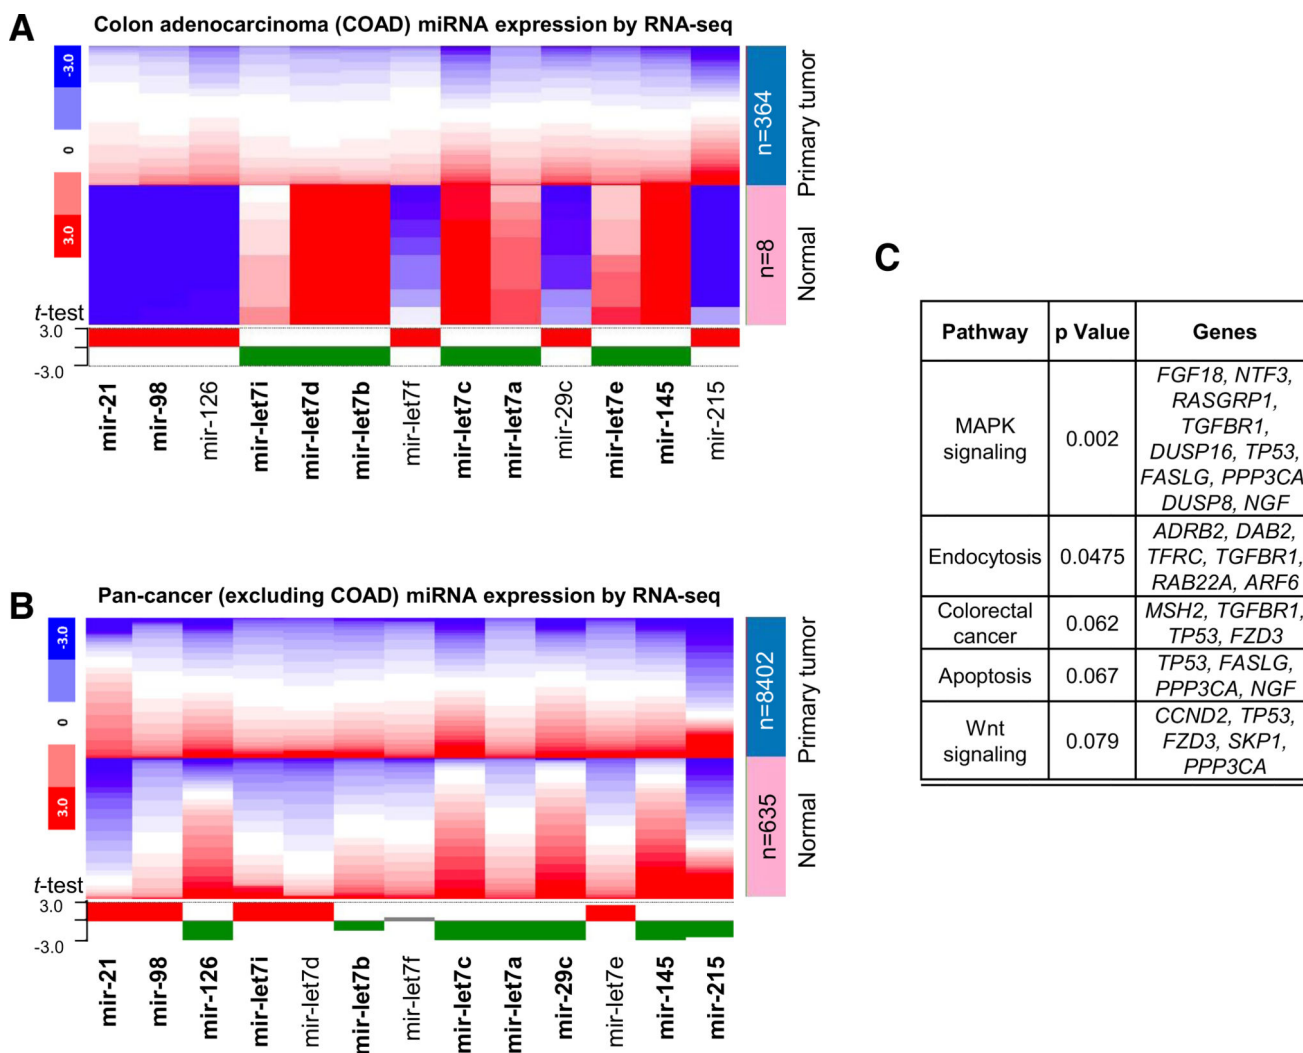 A
Colon adenocarcinoma (COAD) miRNA expression by RNA-seq
-3.0
0
3.0
n=364
Primary tumor
n=8
Normal
t-test
3.0
-3.0
mir-21
mir-98
mir-126
mir-let7i
mir-let7d
mir-let7b
mir-let7f
mir-let7c
mir-let7a
mir-29c
mir-let7e
mir-145
mir-215
B
Pan-cancer (excluding COAD) miRNA expression by RNA-seq
-3.0
0
3.0
n=8402
Primary tumor
n=635
Normal
t-test
3.0
-3.0
mir-21
mir-98
mir-126
mir-let7i
mir-let7d
mir-let7b
mir-let7f
mir-let7c
mir-let7a
mir-29c
mir-let7e
mir-145
mir-215
C
Pathway p Value Genes
MAPK
signaling
0.002
FGF18, NTF3,
RASGRP1,
TGFBR1,
DUSP16, TP53,
FASLG, PPP3CA
DUSP8, NGF
Endocytosis
0.0475
ADRB2, DAB2,
TFRC, TGFBR1,
RAB22A, ARF6
Colorectal
cancer
0.062
MSH2, TGFBR1,
TP53, FZD3
Apoptosis
0.067
TP53, FASLG,
PPP3CA, NGF
Wnt
signaling
0.079
CCND2, TP53,
FZD3, SKP1,
PPP3CA